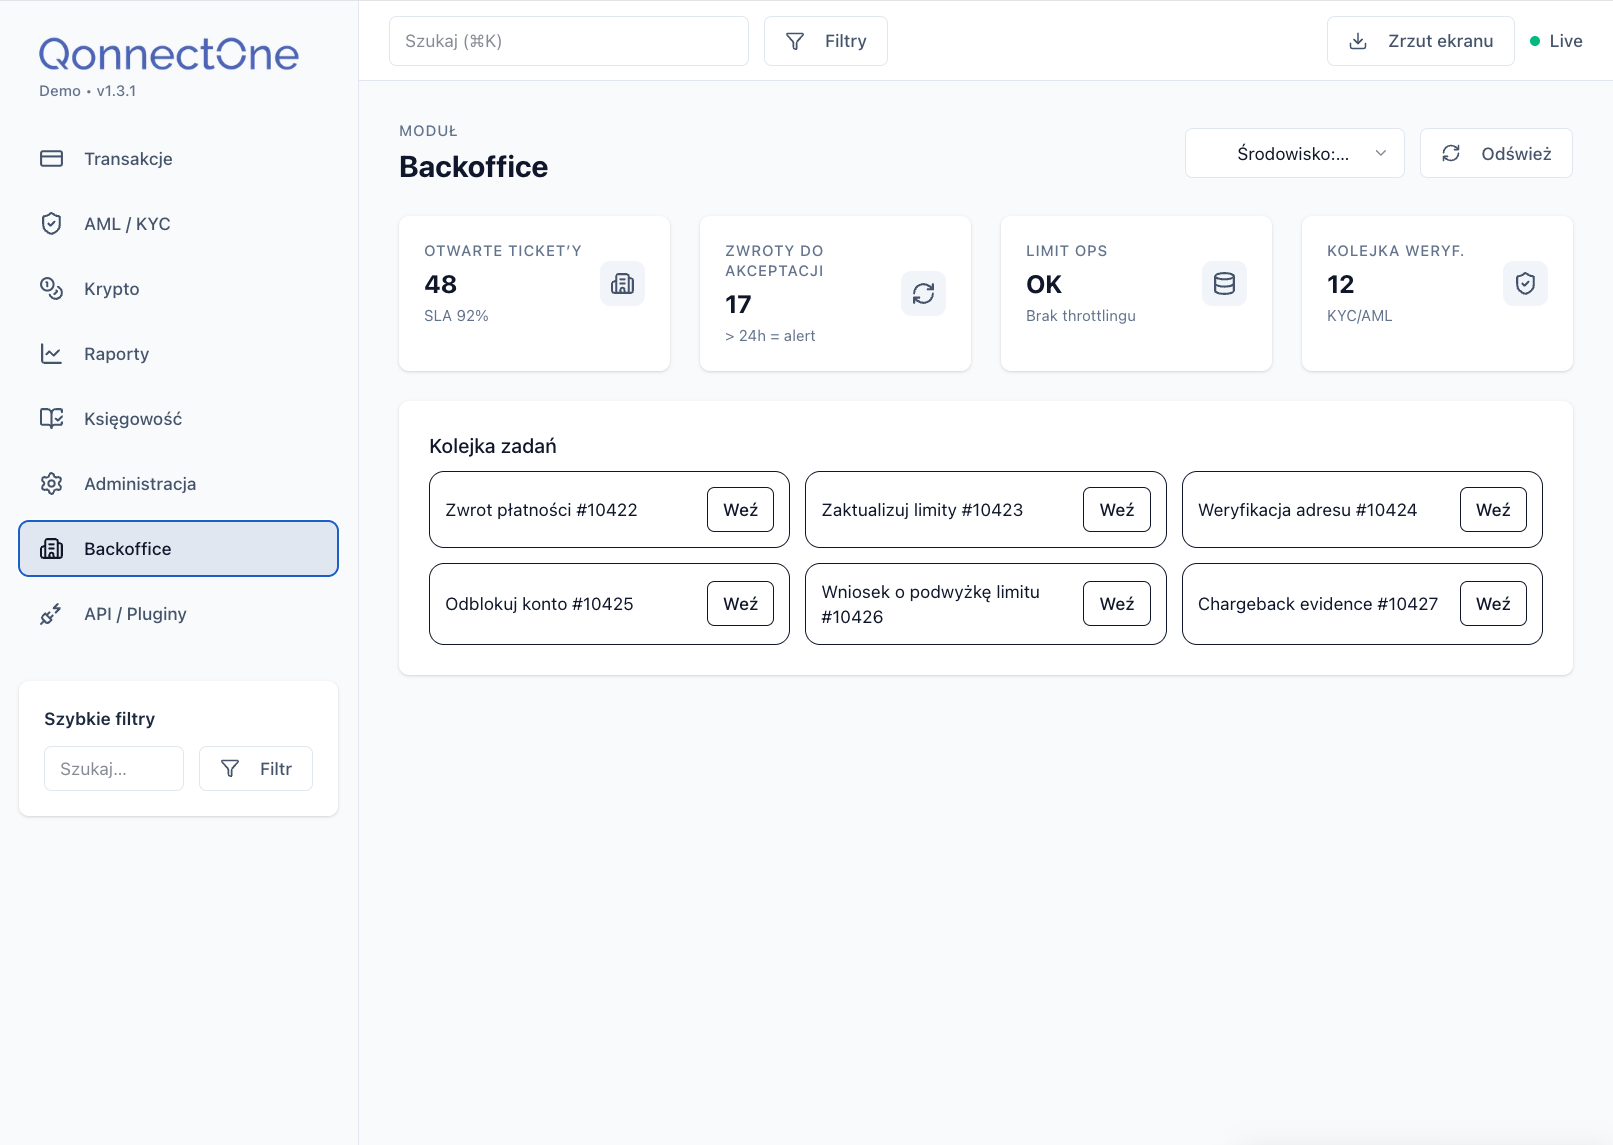 QonnectOne
Demo • v1.3.1
Transakcje
AML / KYC
Krypto
Raporty
Księgowość
Administracja
Backoffice
API / Pluginy
Szybkie filtry
Szukaj...
Filtr
Szukaj (⌘K)
Filtry
Zrzut ekranu
Live
MODUŁ
Backoffice
Środowisko:...
Odśwież
OTWARTE TICKET’Y
48
SLA 92%
ZWROTY DO
AKCEPTACJI
17
> 24h = alert
LIMIT OPS
OK
Brak throttlingu
KOLEJKA WERYF.
12
KYC/AML
Kolejka zadań
Zwrot płatności #10422
Weź
Zaktualizuj limity #10423
Weź
Weryfikacja adresu #10424
Weź
Odblokuj konto #10425
Weź
Wniosek o podwyżkę limitu
#10426
Weź
Chargeback evidence #10427
Weź